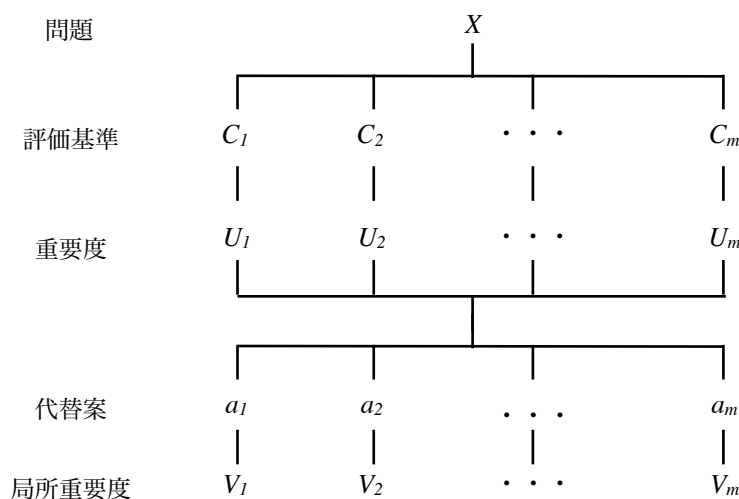 問題 X
評価基準 C1 C2 ・・・ Cm
重要度 U1 U2 ・・・ Um
代替案 a1 a2 ・・・ am
局所重要度 V1 V2 ・・・ Vm